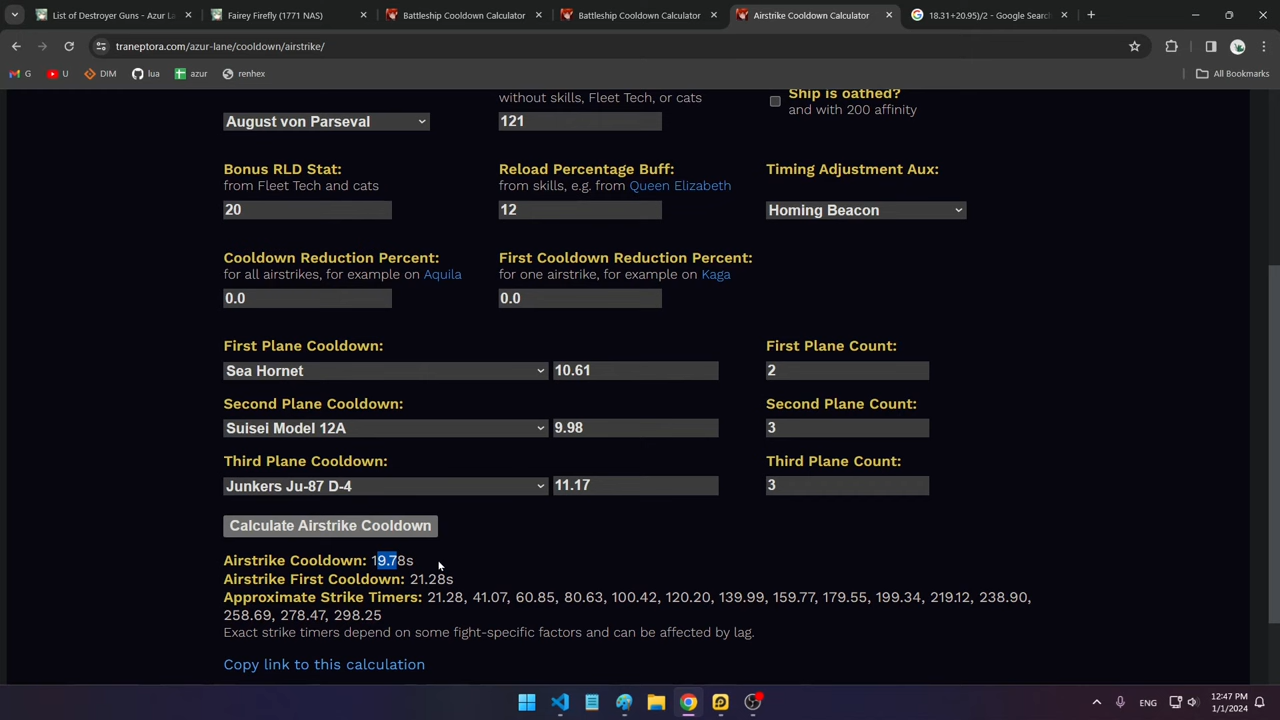 List of Destroyer Guns - Azur La
Fairey Firefly (1771 NAS)
Battleship Cooldown Calculator
Battleship Cooldown Calculator
Airstrike Cooldown Calculator
18.31+20.95)/2 - Google Search
traneptora.com/azur-lane/cooldown/airstrike/
G
U
DIM
lua
azur
renhex
All Bookmarks
Ship is oathed?
without skills, Fleet Tech, or cats
and with 200 affinity
August von Parseval
121
Bonus RLD Stat:
Reload Percentage Buff:
Timing Adjustment Aux:
from Fleet Tech and cats
from skills, e.g. from Queen Elizabeth
20
12
Homing Beacon
Cooldown Reduction Percent:
First Cooldown Reduction Percent:
for all airstrikes, for example on Aquila
for one airstrike, for example on Kaga
0.0
0.0
First Plane Cooldown:
First Plane Count:
Sea Hornet
10.61
2
Second Plane Cooldown:
Second Plane Count:
Suisei Model 12A
9.98
3
Third Plane Cooldown:
Third Plane Count:
Junkers Ju-87 D-4
11.17
3
Calculate Airstrike Cooldown
Airstrike Cooldown: 19.78s
Airstrike First Cooldown: 21.28s
Approximate Strike Timers: 21.28, 41.07, 60.85, 80.63, 100.42, 120.20, 139.99, 159.77, 179.55, 199.34, 219.12, 238.90,
258.69, 278.47, 298.25
Exact strike timers depend on some fight-specific factors and can be affected by lag.
Copy link to this calculation
ENG
12:47 PM
1/1/2024